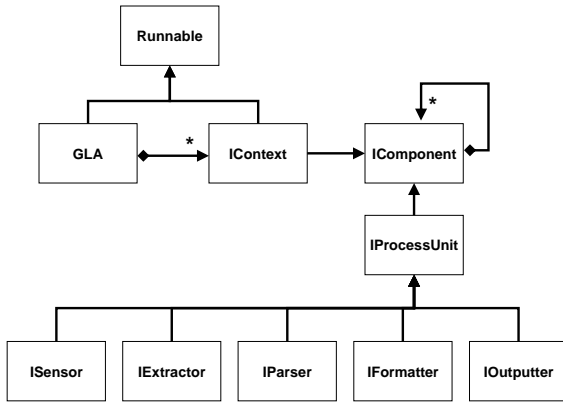 Runnable
*
*
GLA
IContext
IComponent
IProcessUnit
ISensor
IExtractor
IParser
IFormatter
IOutputter